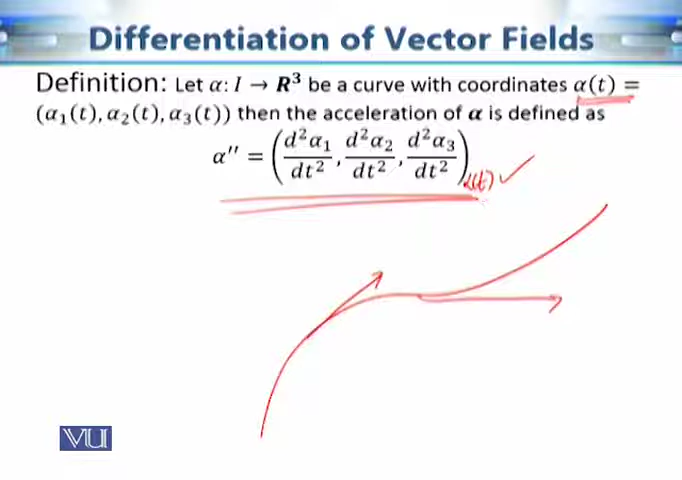 Differentiation of Vector Fields
Definition: Let α: I → R³ be a curve with coordinates α(t) =
(α₁(t), α₂(t), α₃(t)) then the acceleration of α is defined as
α′′ = (d²α₁/dt², d²α₂/dt², d²α₃/dt²)α(t)
VU